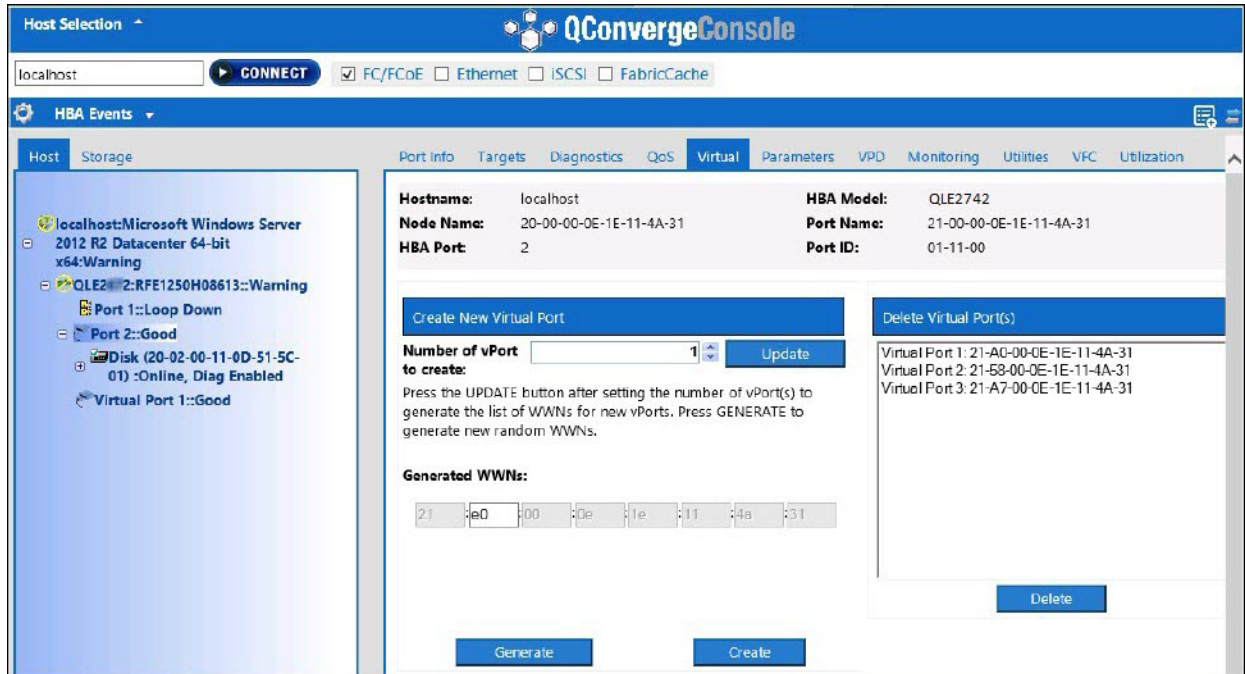 Host Selection
QConvergeConsole
localhost
CONNECT
FC/FCoE Ethernet iSCSI FabricCache
HBA Events
Host Storage
localhost:Microsoft Windows Server
2012 R2 Datacenter 64-bit
x64:Warning
2:RFE1250H08613::Warning
Port 1::Loop Down
Port 2::Good
Disk (20-02-00-11-0D-51-5C-
01) :Online, Diag Enabled
Virtual Port 1::Good
Port Info Targets Diagnostics QoS Virtual Parameters VPD Monitoring Utilities VFC Utilization
Hostname: localhost HBA Model: QLE2742
Node Name: 20-00-00-0E-1E-11-4A-31 Port Name: 21-00-00-0E-1E-11-4A-31
HBA Port: 2 Port ID: 01-11-00
Create New Virtual Port
Number of vPort
to create:
1
Update
Press the UPDATE button after setting the number of vPort(s) to
generate the list of WWNs for new vPorts. Press GENERATE to
generate new random WWNs.
Generated WWNs:
21 :e0 :00 :0e :1e :11 :4a :31
Generate Create
Delete Virtual Port(s)
Virtual Port 1: 21-A0-00-0E-1E-11-4A-31
Virtual Port 2: 21-58-00-0E-1E-11-4A-31
Virtual Port 3: 21-A7-00-0E-1E-11-4A-31
Delete